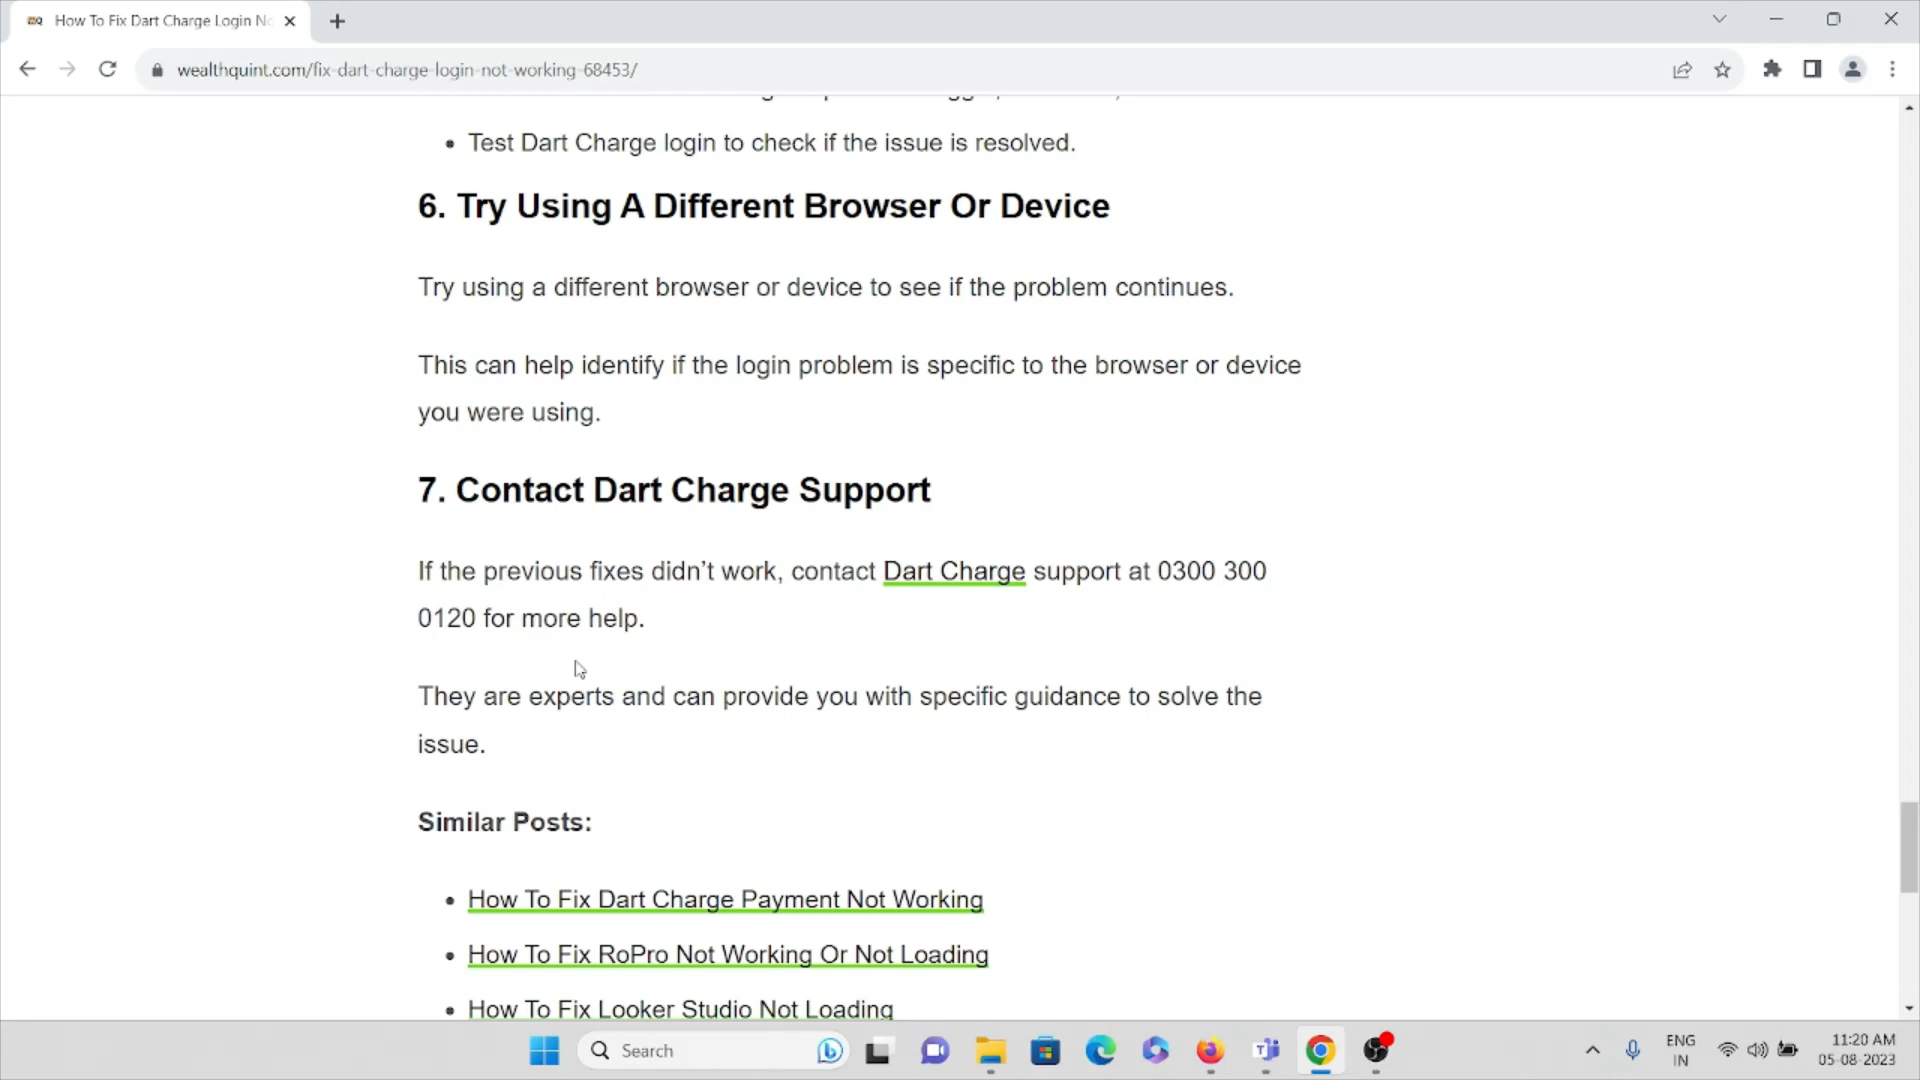 How To Fix Dart Charge Login No
wealthquint.com/fix-dart-charge-login-not-working-68453/
Test Dart Charge login to check if the issue is resolved.
6. Try Using A Different Browser Or Device
Try using a different browser or device to see if the problem continues.
This can help identify if the login problem is specific to the browser or device
you were using.
7. Contact Dart Charge Support
If the previous fixes didn’t work, contact Dart Charge support at 0300 300
0120 for more help.
They are experts and can provide you with specific guidance to solve the
issue.
Similar Posts:
How To Fix Dart Charge Payment Not Working
How To Fix RoPro Not Working Or Not Loading
How To Fix Looker Studio Not Loading
Search
ENG
IN
11:20 AM
05-08-2023